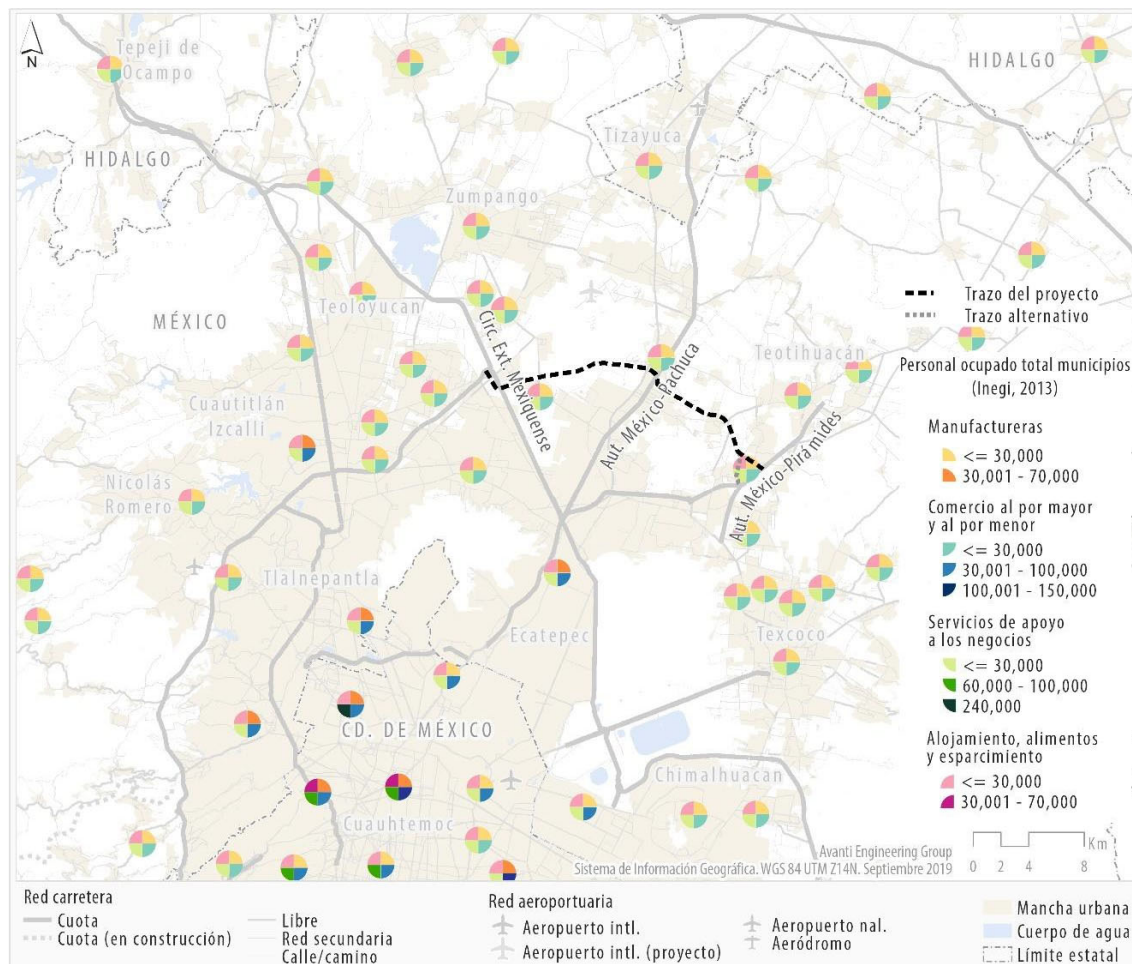 N
Tepeji de
Ocampo
HIDALGO
HIDALGO
Tizayuca
Zumpango
MÉXICO
Teoloyucan
Circ. Ext. Mexiquense
Aut. México-Pachuca
Teotihuacán
Cuautitlán
Izcalli
Aut. México-Pirámides
Nicolás
Romero
Tlalnepantla
Ecatepec
Texcoco
CD. DE MÉXICO
Chimalhuacan
Cuauhtemoc
Trazo del proyecto
Trazo alternativo
Personal ocupado total municipios
(Inegi, 2013)
Manufactureras
<= 30,000
30,001 - 70,000
Comercio al por mayor
y al por menor
<= 30,000
30,001 - 100,000
100,001 - 150,000
Servicios de apoyo
a los negocios
<= 30,000
60,000 - 100,000
240,000
Alojamiento, alimentos
y esparcimiento
<= 30,000
30,001 - 70,000
Km
0 2 4 8
Avanti Engineering Group
Sistema de Información Geográfica. WGS 84 UTM Z14N. Septiembre 2019
Red carretera
Cuota
Cuota (en construcción)
Libre
Red secundaria
Calle/camino
Red aeroportuaria
Aeropuerto intl.
Aeropuerto intl. (proyecto)
Aeropuerto nal.
Aeródromo
Mancha urbana
Cuerpo de agua
Límite estatal